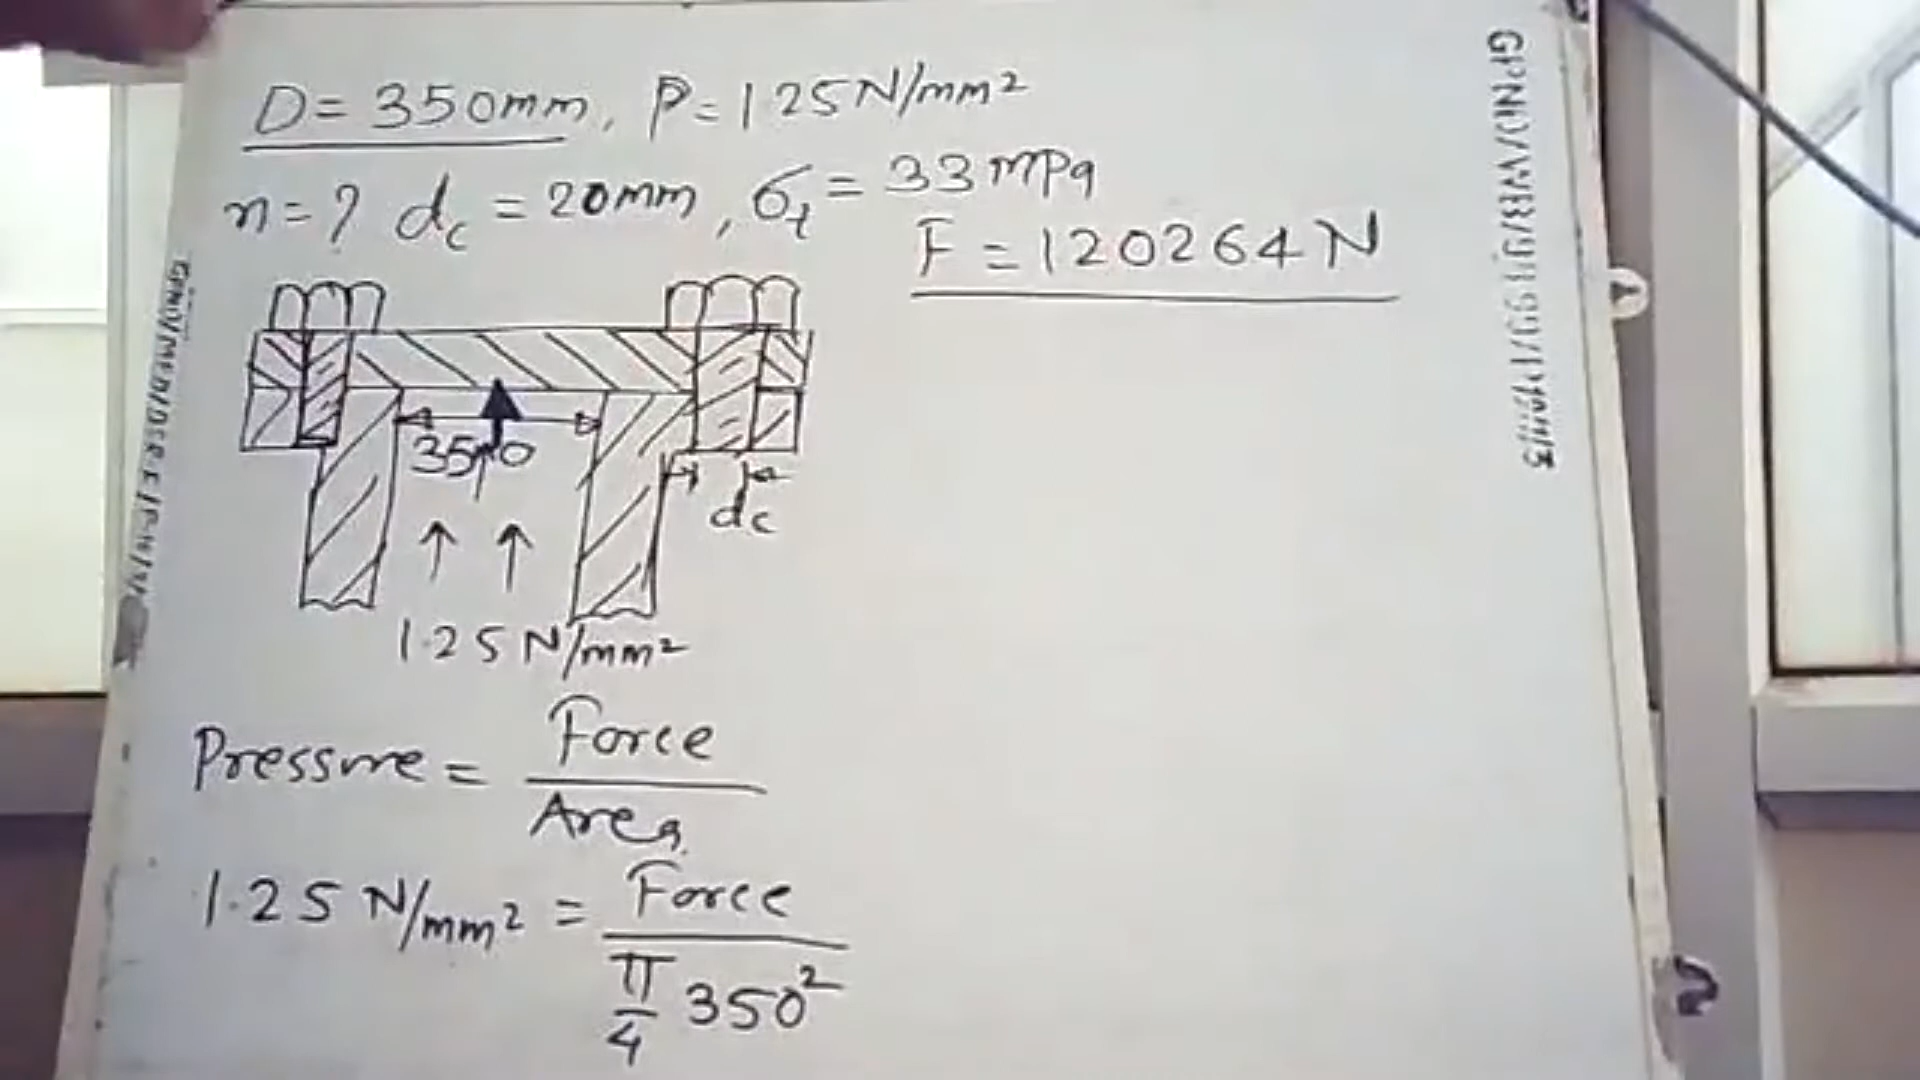 D = 350mm, P = 1.25 N/mm²
n = ? dc = 20mm, σt = 33 MPa
F = 120264 N
350
dc
1.25 N/mm²
Pressure = Force / Area
1.25 N/mm² = Force / π/4 350²